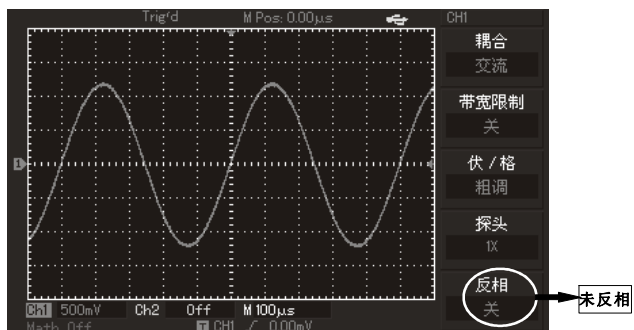 Trig'd M Pos: 0.00μs CH1
耦合
交流
带宽限制
关
伏/格
粗调
探头
1X
反相
关
未反相
1
Ch1 500mV Ch2 Off M 100μs
Math Off T CH1 / 0.00mV